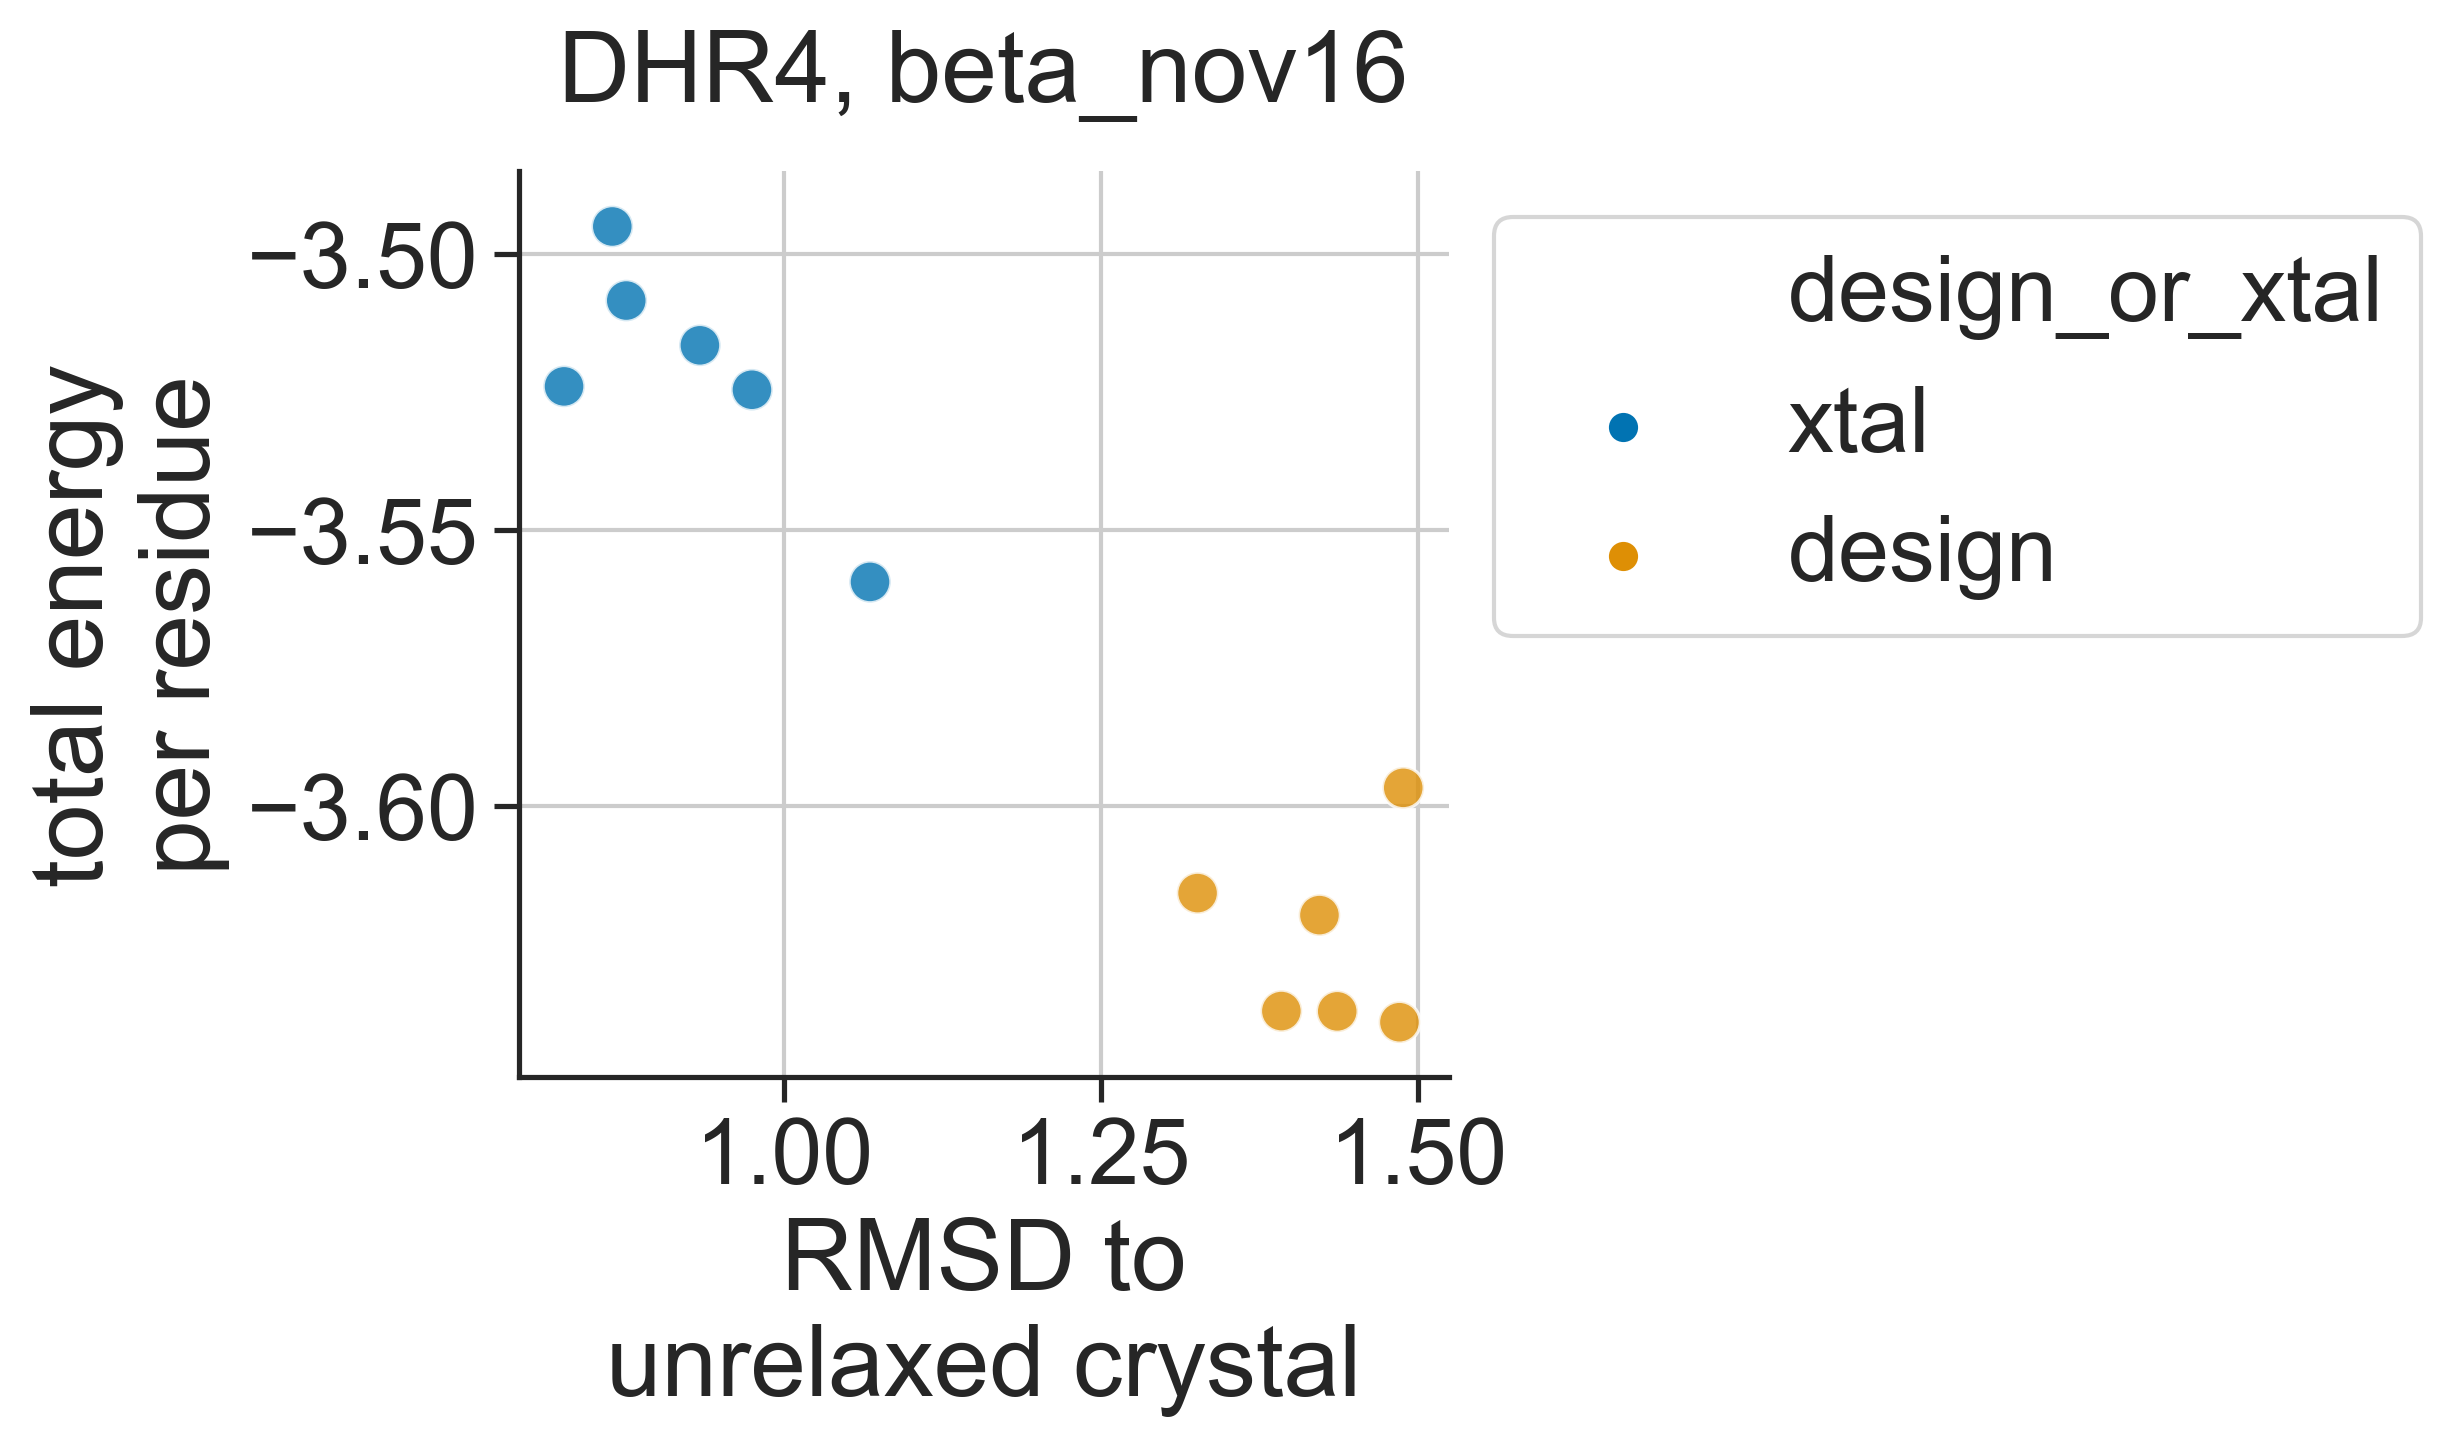 DHR4, beta_nov16
total energy
per residue
−3.50
−3.55
−3.60
1.00
1.25
1.50
RMSD to
unrelaxed crystal
design_or_xtal
xtal
design